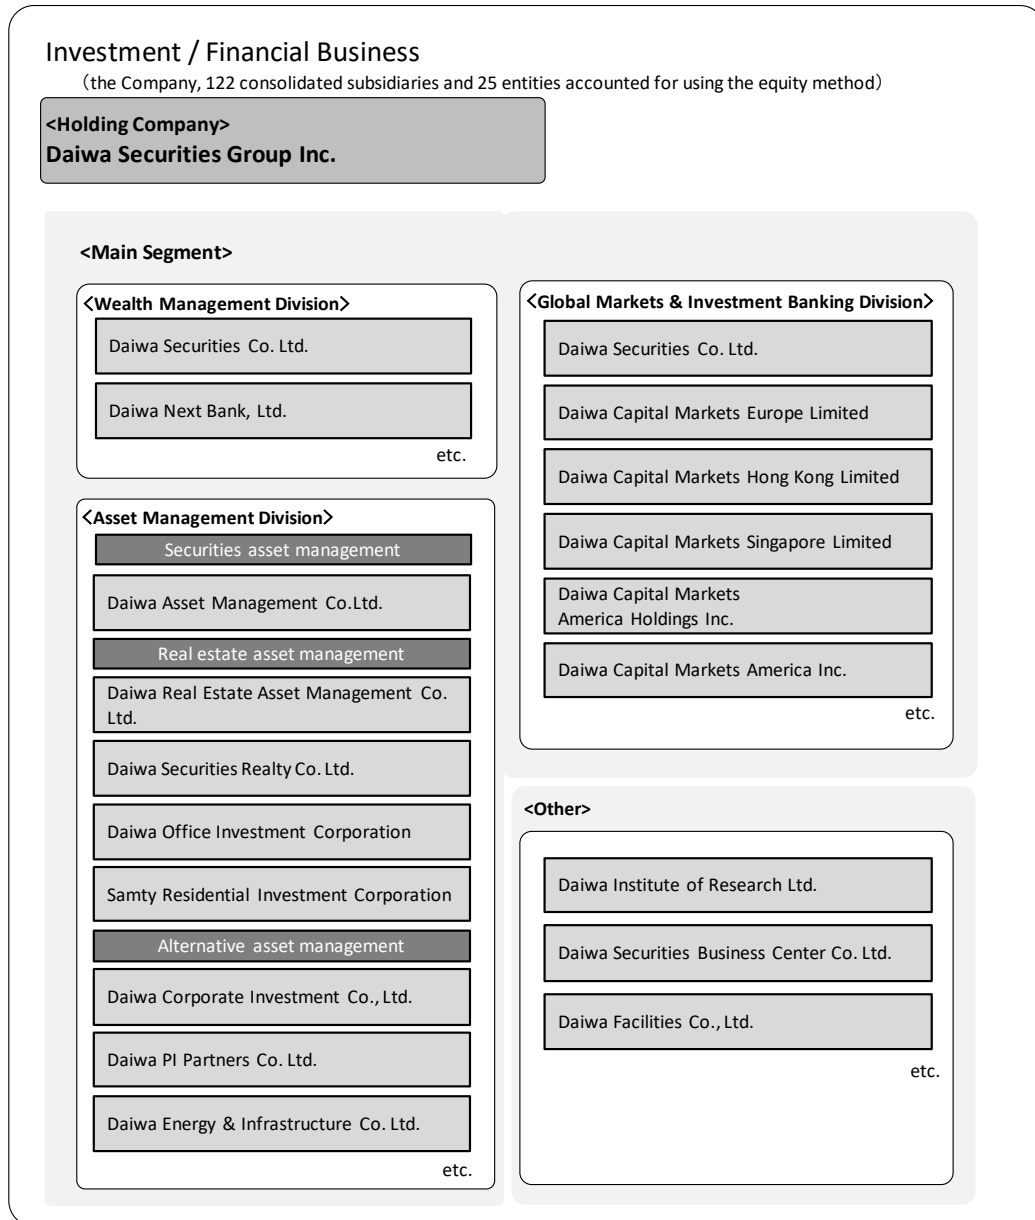 Investment / Financial Business
（the Company, 122 consolidated subsidiaries and 25 entities accounted for using the equity method）
<Holding Company>
Daiwa Securities Group Inc.
<Main Segment>
〈Wealth Management Division〉
Daiwa Securities Co. Ltd.
Daiwa Next Bank, Ltd.
etc.
〈Asset Management Division〉
Securities asset management
Daiwa Asset Management Co.Ltd.
Real estate asset management
Daiwa Real Estate Asset Management Co.
Ltd.
Daiwa Securities Realty Co. Ltd.
Daiwa Office Investment Corporation
Samty Residential Investment Corporation
Alternative asset management
Daiwa Corporate Investment Co., Ltd.
Daiwa PI Partners Co. Ltd.
Daiwa Energy & Infrastructure Co. Ltd.
etc.
〈Global Markets & Investment Banking Division〉
Daiwa Securities Co. Ltd.
Daiwa Capital Markets Europe Limited
Daiwa Capital Markets Hong Kong Limited
Daiwa Capital Markets Singapore Limited
Daiwa Capital Markets
America Holdings Inc.
Daiwa Capital Markets America Inc.
etc.
<Other>
Daiwa Institute of Research Ltd.
Daiwa Securities Business Center Co. Ltd.
Daiwa Facilities Co., Ltd.
etc.